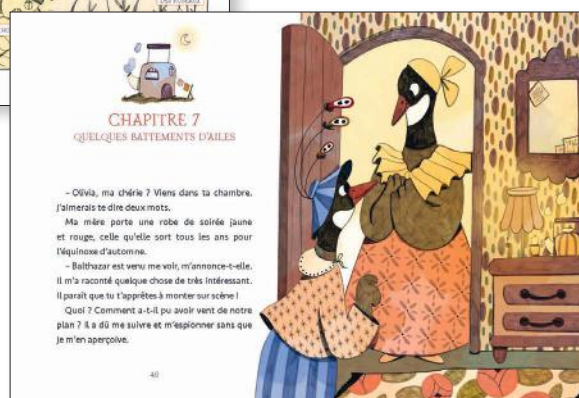 CHAPITRE 7
QUELQUES BATTEMENTS D'AILES
– Olivia, ma chérie ? Viens dans ta chambre.
J'aimerais te dire deux mots.
Ma mère porte une robe de soirée jaune
et rouge, celle qu'elle sort tous les ans pour
l'équinoxe d'automne.
– Balthazar est venu me voir, m'annonce-t-elle.
Il m'a raconté quelque chose de très intéressant.
Il paraît que tu t'apprêtes à monter sur scène !
Quoi ? Comment a-t-il pu avoir vent de notre
plan ? Il a dû me suivre et m'espionner sans que
je m'en aperçoive.